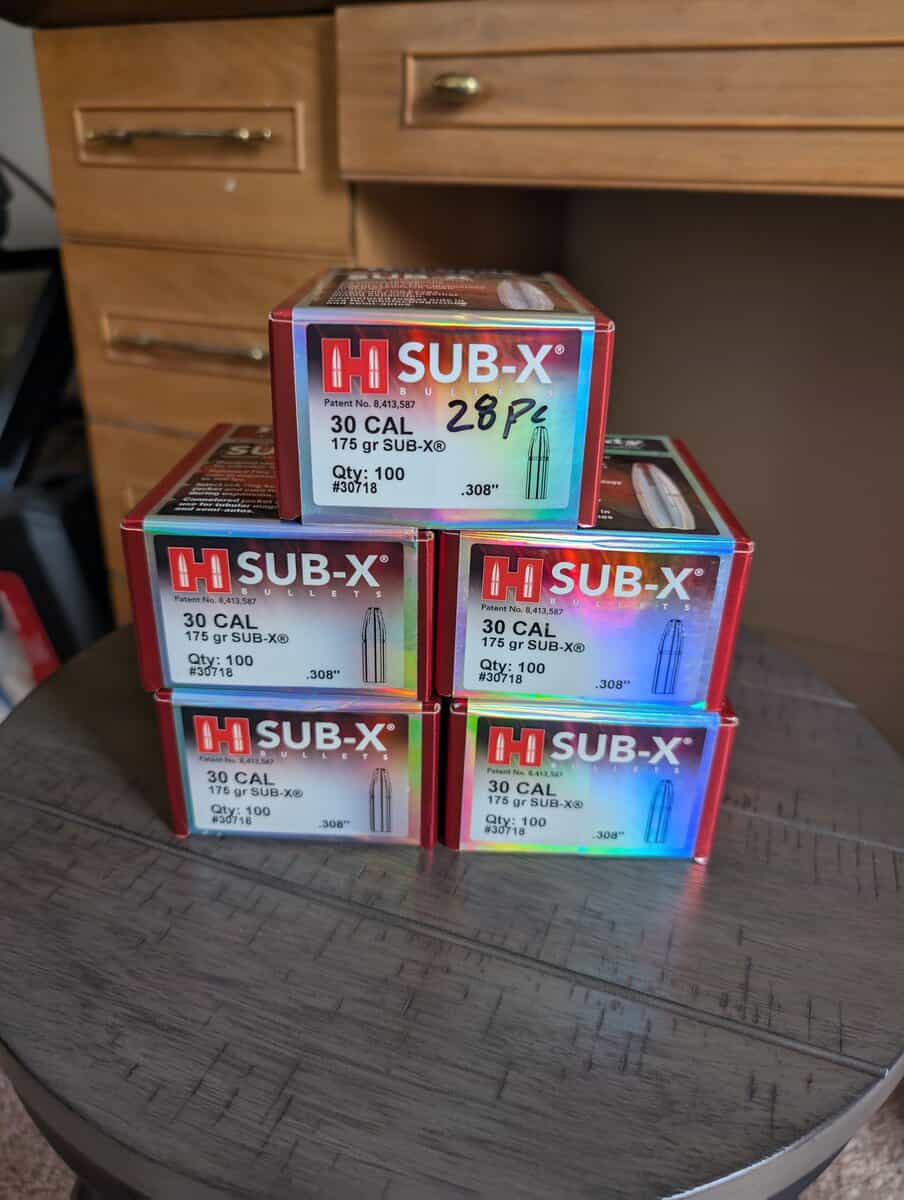 SUB-X®
BULLETS
Patent No. 8,413,587
28 Pc
30 CAL
175 gr SUB-X®
Qty: 100
#30718
.308"
SUB-X®
BULLETS
Patent No. 8,413,587
30 CAL
175 gr SUB-X®
Qty: 100
#30718
.308"
SUB-X®
BULLETS
Patent No. 8,413,587
30 CAL
175 gr SUB-X®
Qty: 100
#30718
.308"
SUB-X®
BULLETS
Patent No. 8,413,587
30 CAL
175 gr SUB-X®
Qty: 100
#30718
.308"
SUB-X®
BULLETS
Patent No. 8,413,587
30 CAL
175 gr SUB-X®
Qty: 100
#30718
.308"